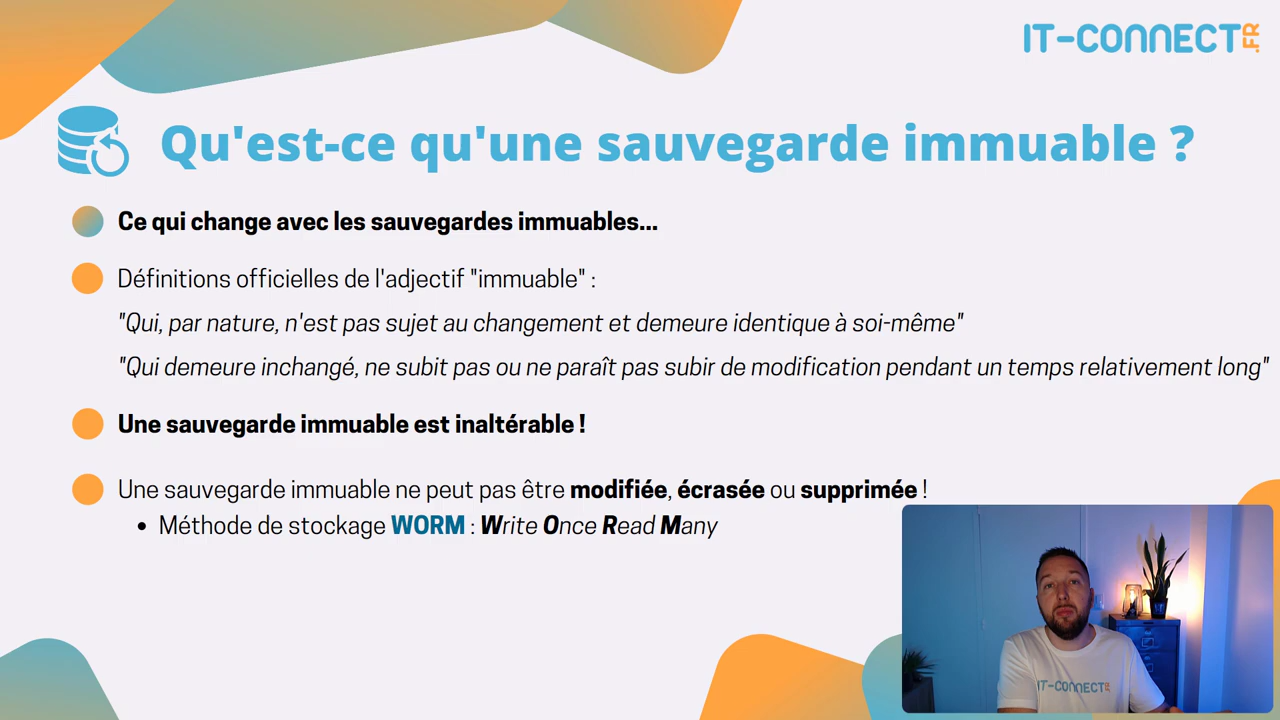 IT-CONNECT.FR
Qu'est-ce qu'une sauvegarde immuable ?
Ce qui change avec les sauvegardes immuables...
Définitions officielles de l'adjectif "immuable" :
"Qui, par nature, n'est pas sujet au changement et demeure identique à soi-même"
"Qui demeure inchangé, ne subit pas ou ne paraît pas subir de modification pendant un temps relativement long"
Une sauvegarde immuable est inaltérable !
Une sauvegarde immuable ne peut pas être modifiée, écrasée ou supprimée !
Méthode de stockage WORM : Write Once Read Many
IT-CONNECT.FR